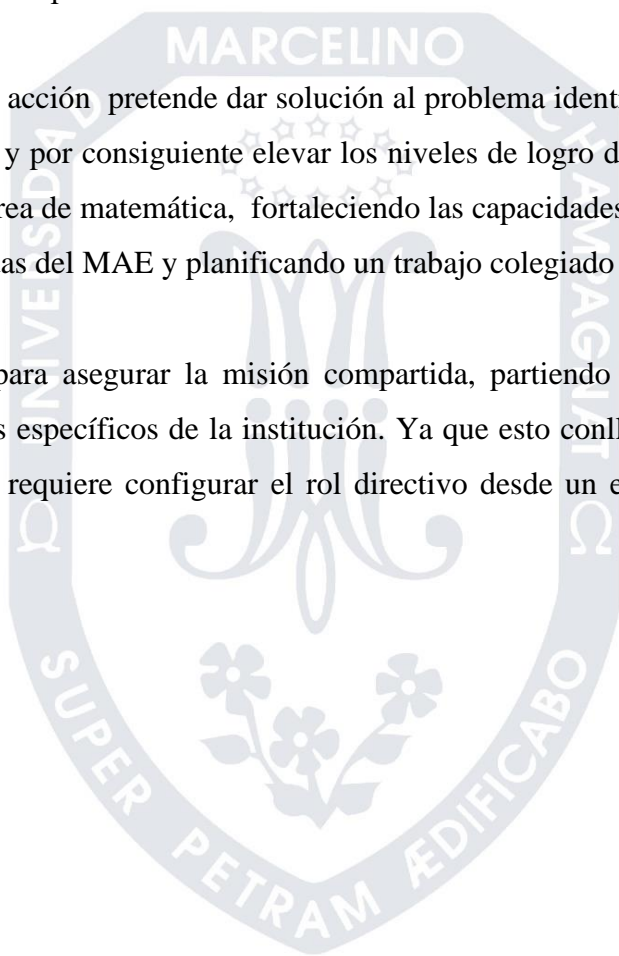 MARCELINO
acción pretende dar solución al problema ident
y por consiguiente elevar los niveles de logro d
rea de matemática, fortaleciendo las capacidades
as del MAE y planificando un trabajo colegiado
para asegurar la misión compartida, partiendo
s específicos de la institución. Ya que esto conll
requiere configurar el rol directivo desde un e
UNIVERSIDAD
CHAMPAGNAT
SUPER PETRAM ÆDIFICABO